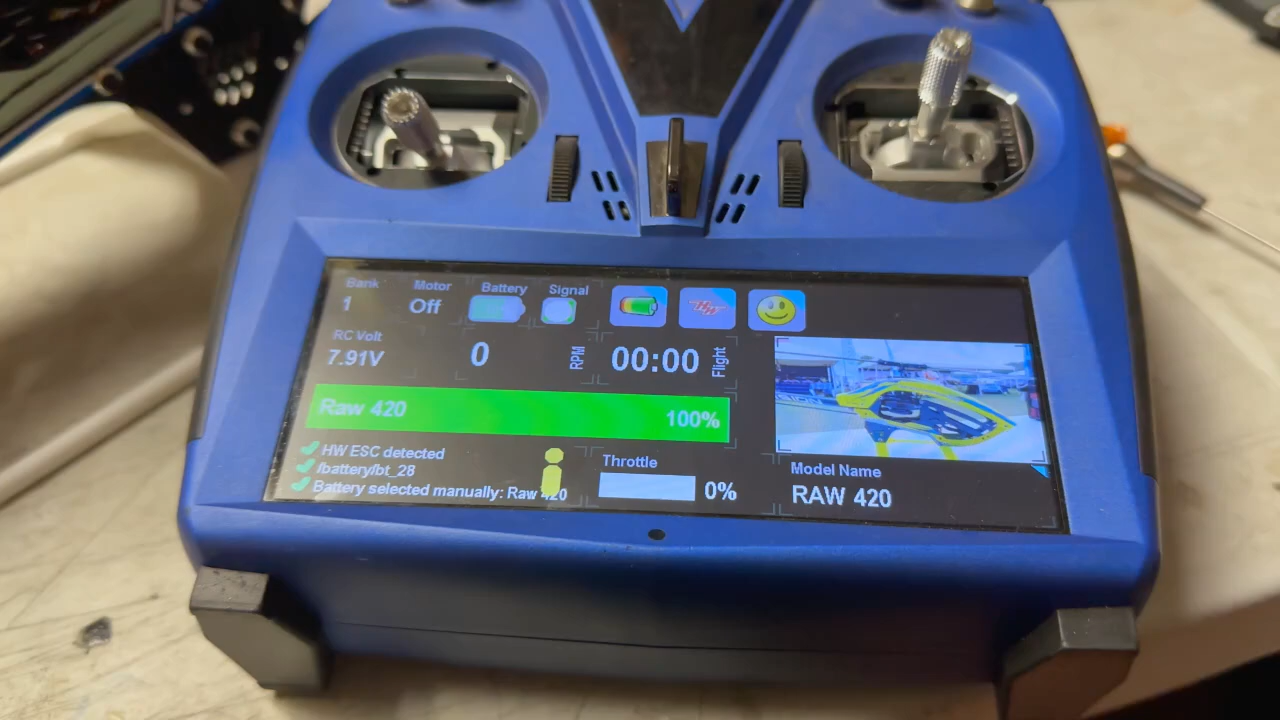 Bank
Motor
Battery
Signal
1
Off
RC Volt
7.91V
0
RPM
00:00
Flight
Raw 420
100%
HW ESC detected
/battery/bt_28
Battery selected manually: Raw 420
Throttle
0%
Model Name
RAW 420